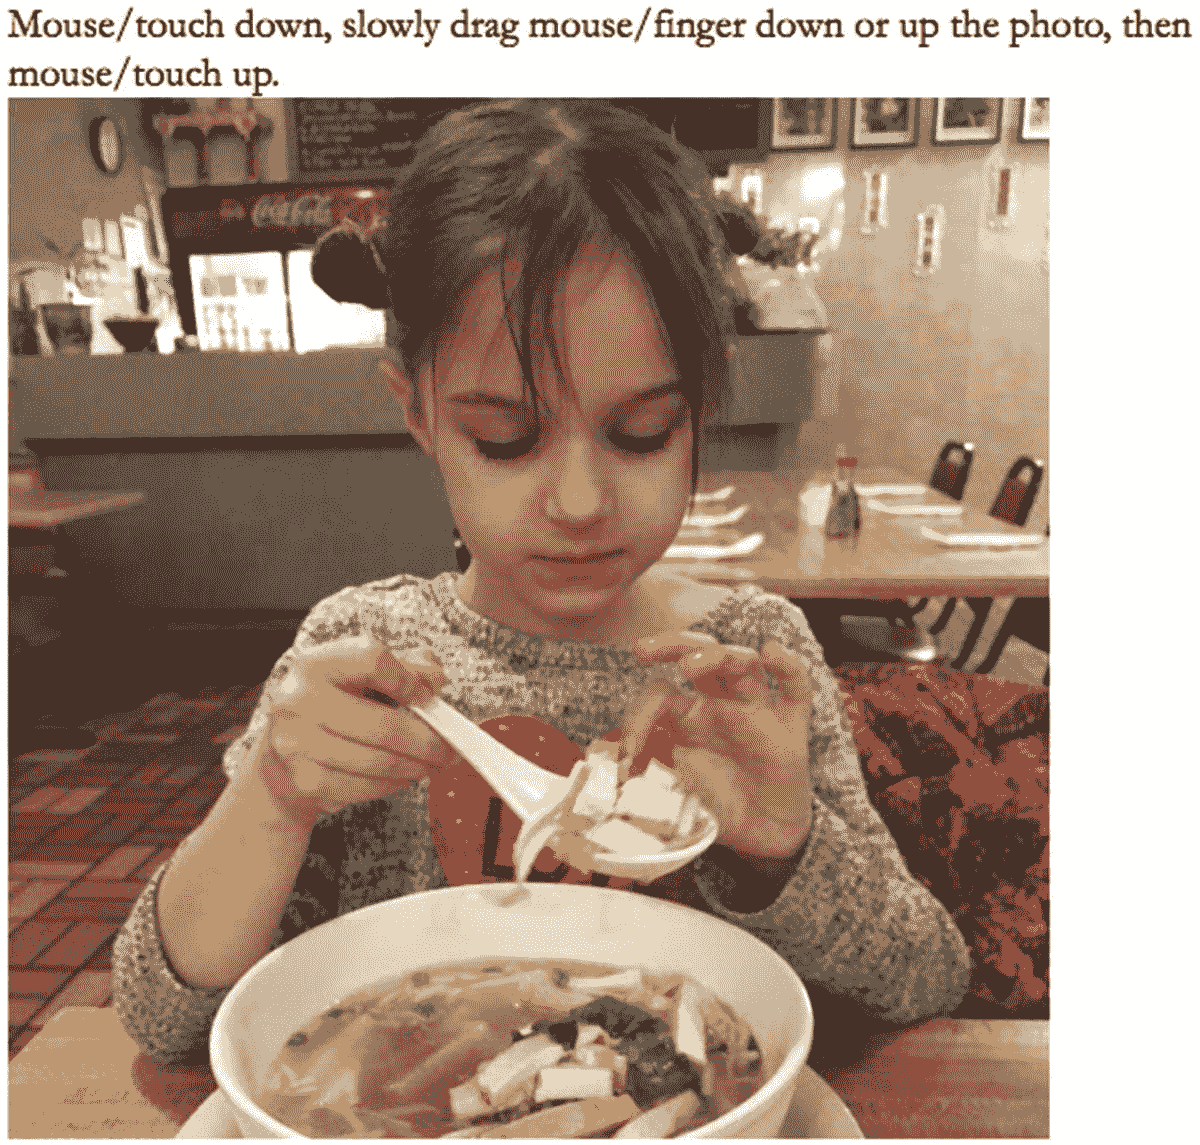 Mouse/touch down, slowly drag mouse/finger down or up the photo, then
mouse/touch up.
Coca-Cola